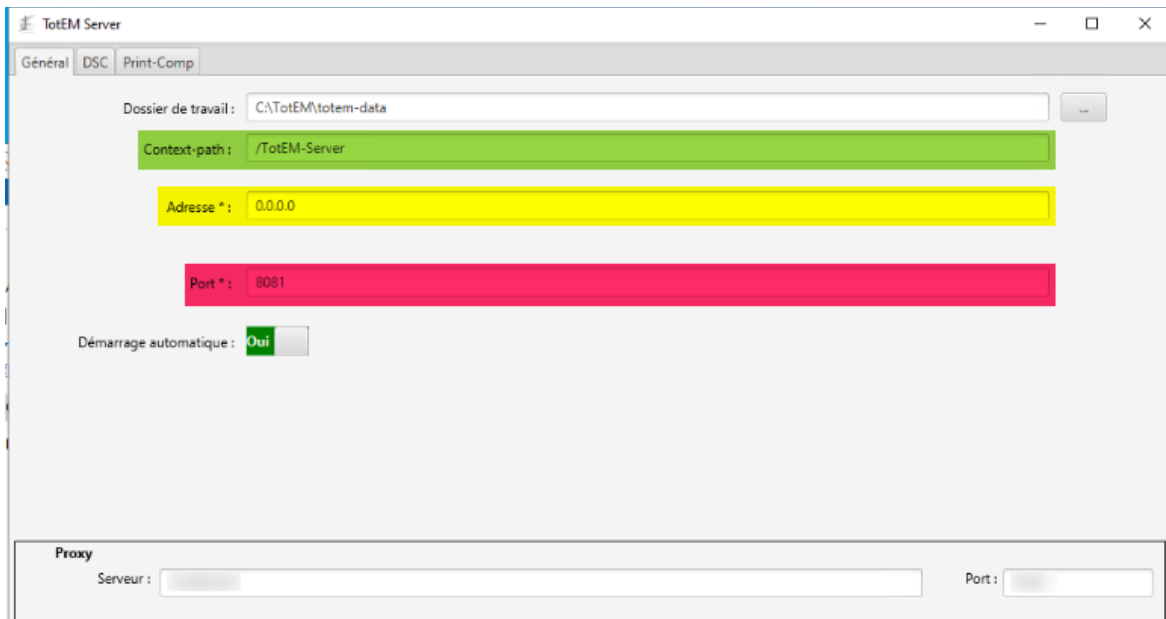 TotEM Server
Général DSC Print-Comp
Dossier de travail : C:\TotEM\totem-data ...
Context-path : /TotEM-Server
Adresse * : 0.0.0.0
Port * : 8081
Démarrage automatique : Oui
Proxy
Serveur : Port :